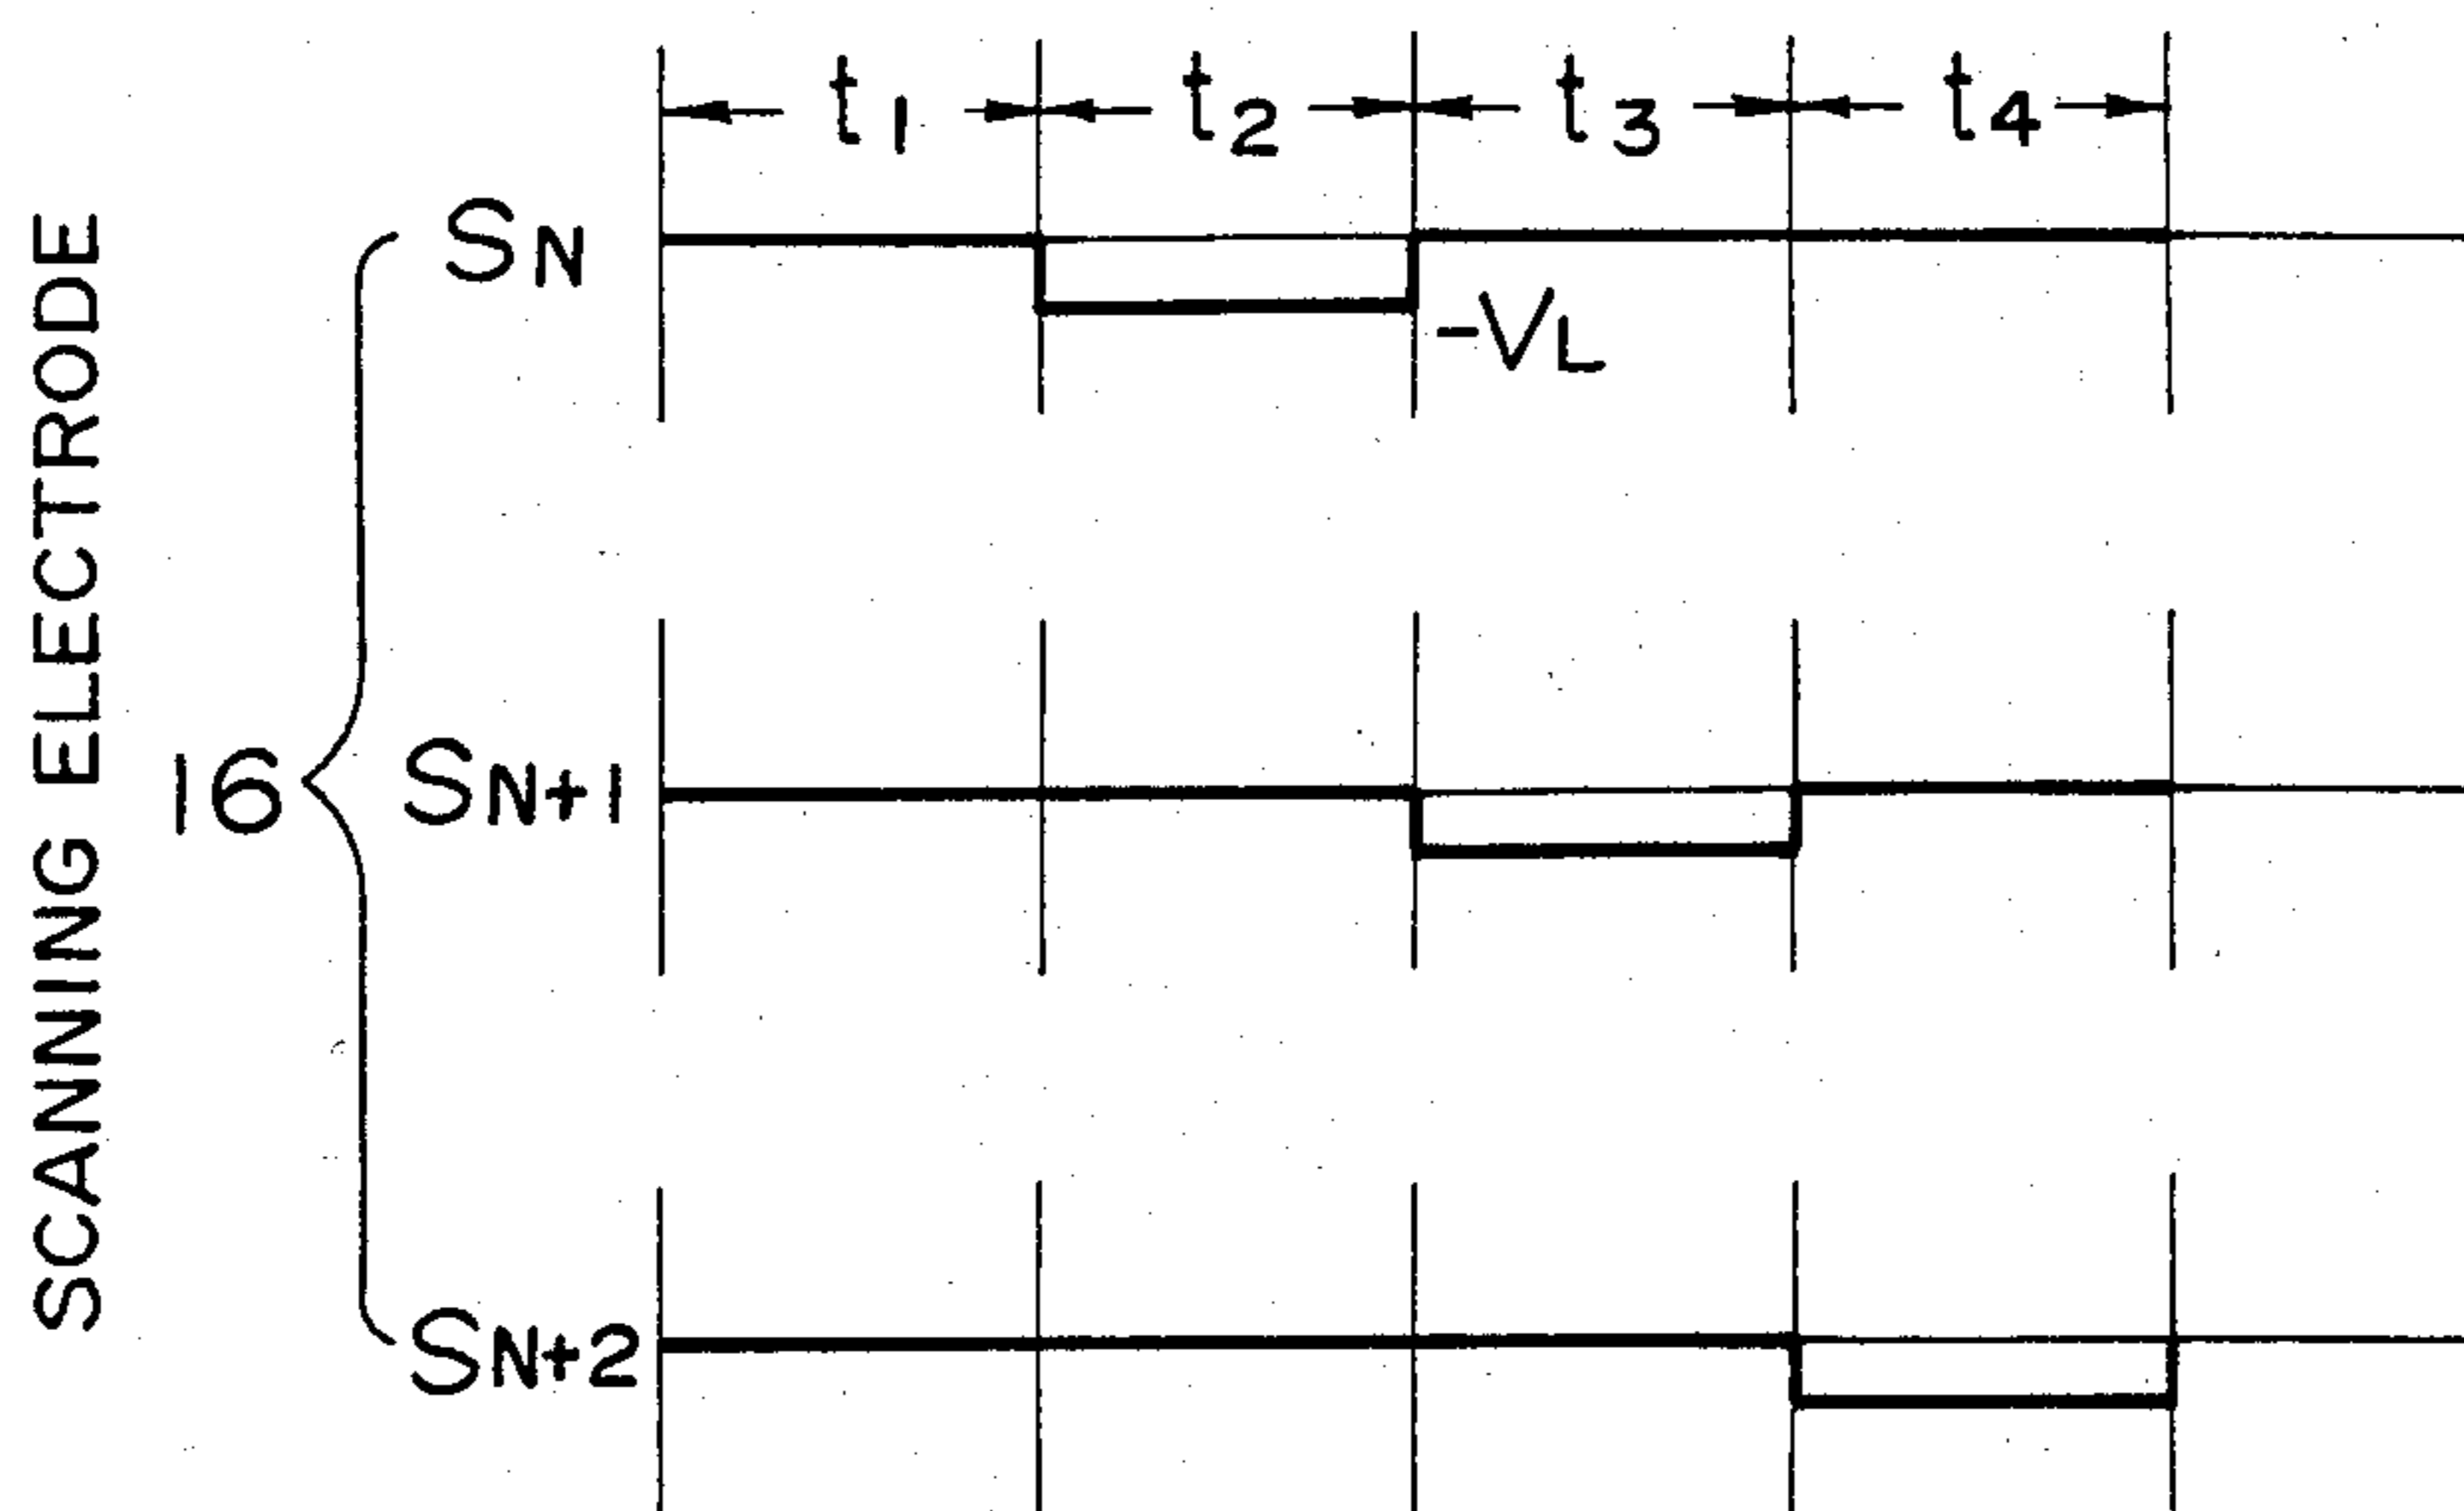 SCANNING ELECTRODE
16
t1 t2 t3 t4
SN
-VL
SN+1
SN+2